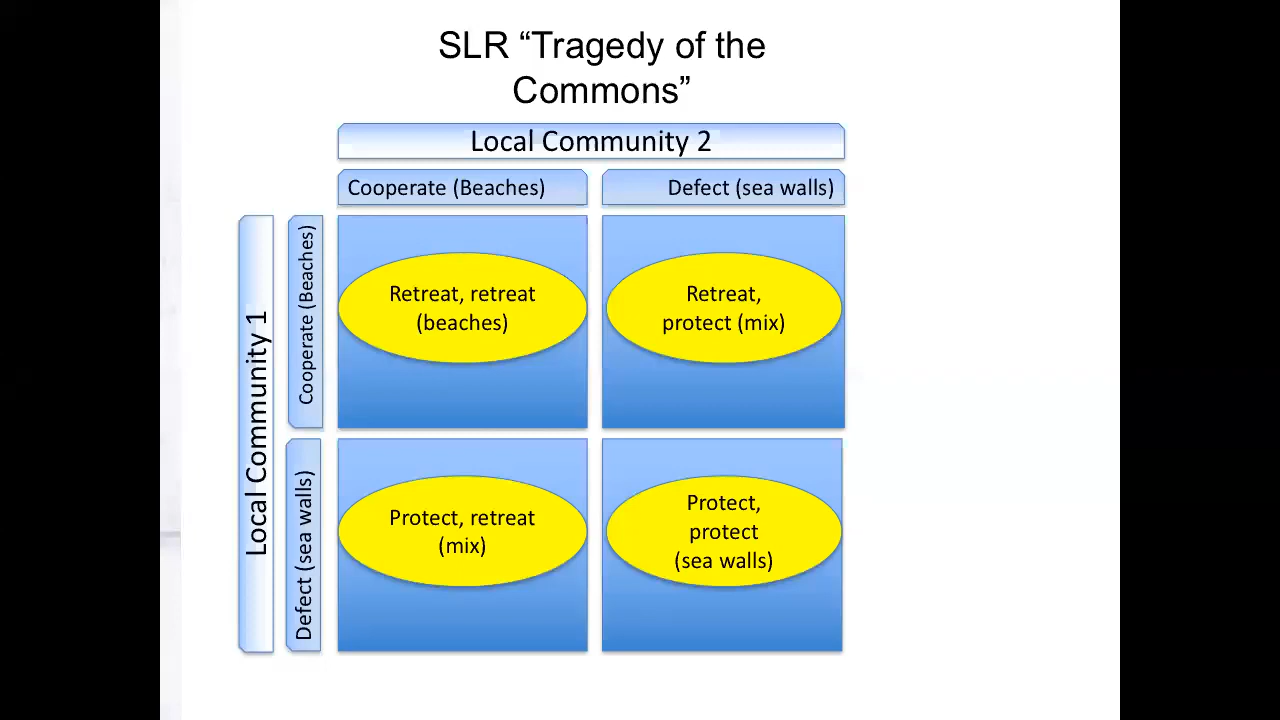 SLR “Tragedy of the
Commons”
Local Community 2
Cooperate (Beaches)
Defect (sea walls)
Local Community 1
Cooperate (Beaches)
Retreat, retreat
(beaches)
Retreat,
protect (mix)
Defect (sea walls)
Protect, retreat
(mix)
Protect,
protect
(sea walls)